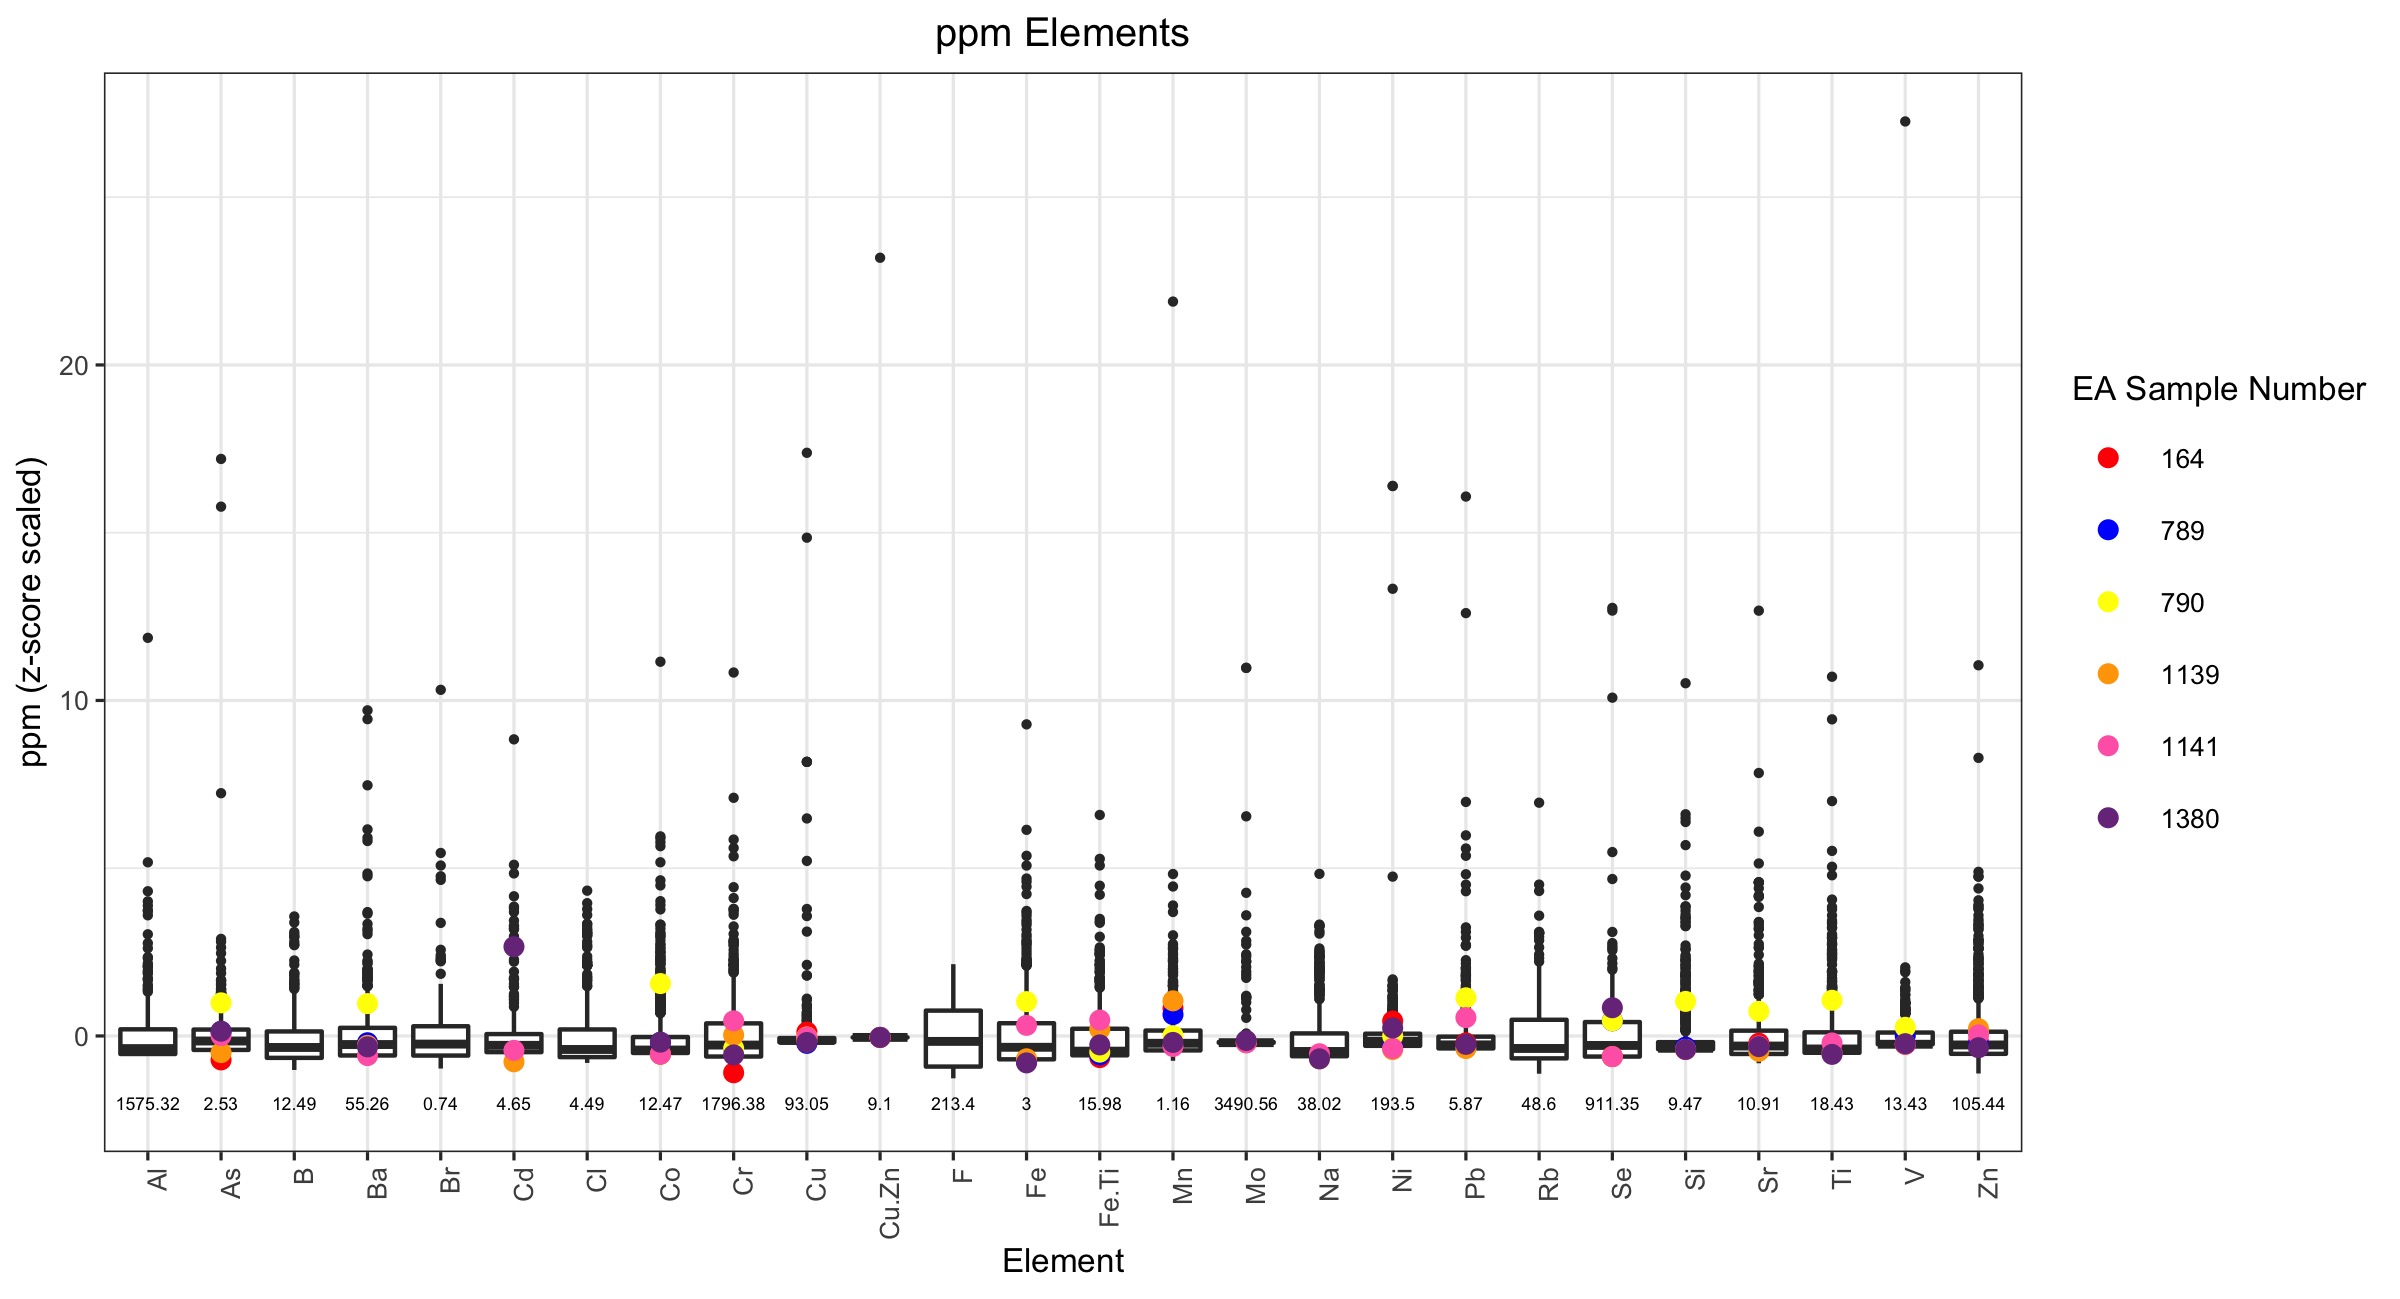 ppm Elements
ppm (z-score scaled)
20
10
0
1575.32 2.53 12.49 55.26 0.74 4.65 4.49 12.47 1796.38 93.05 9.1 213.4 3 15.98 1.16 3490.56 38.02 193.5 5.87 48.6 911.35 9.47 10.91 18.43 13.43 105.44
Al As B Ba Br Cd Cl Co Cr Cu Cu.Zn F Fe Fe.Ti Mn Mo Na Ni Pb Rb Se Si Sr Ti V Zn
Element
EA Sample Number
164
789
790
1139
1141
1380